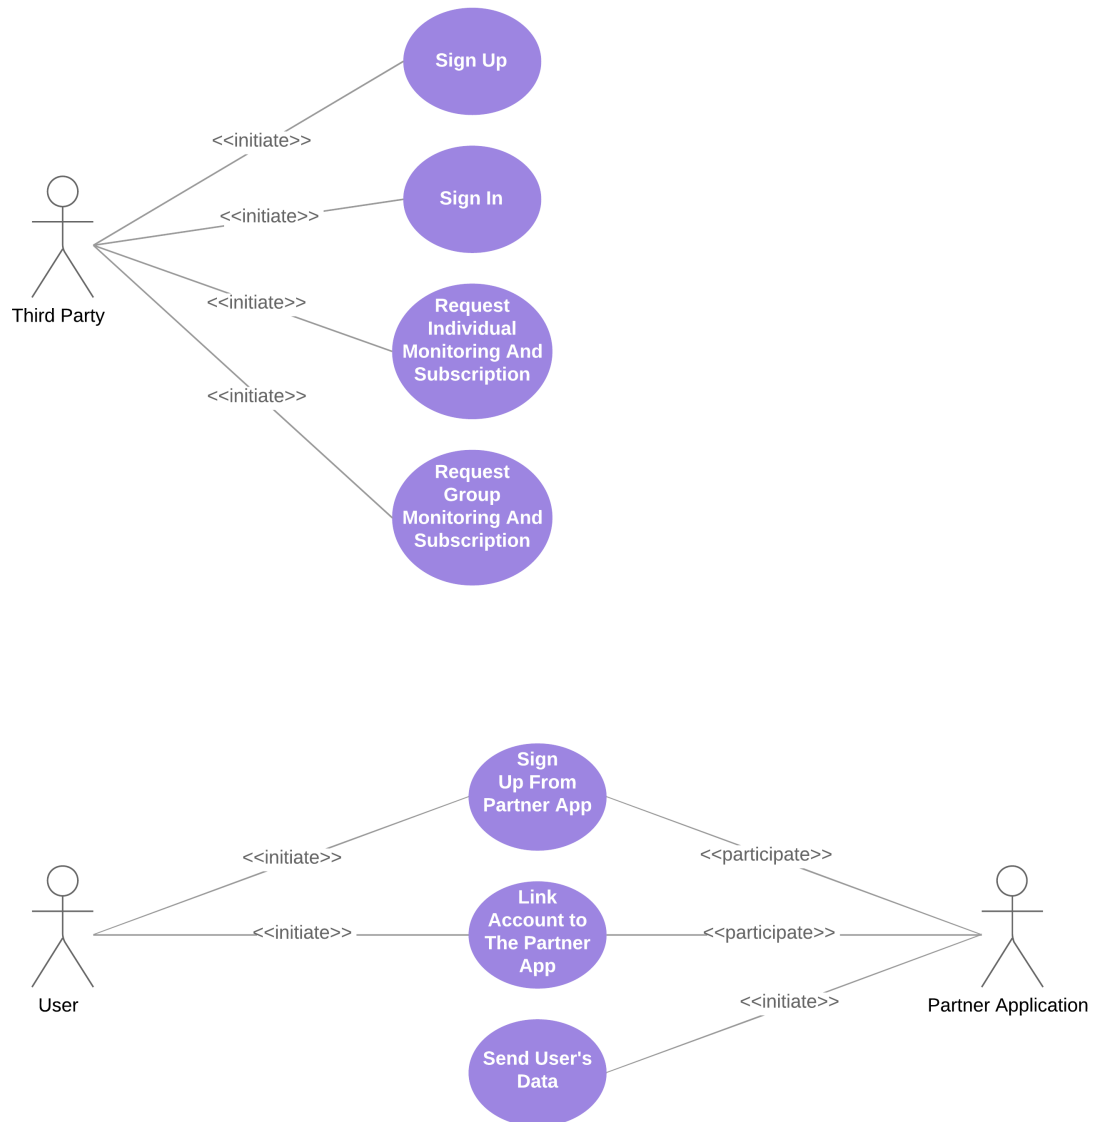 Sign Up
<<initiate>>
Sign In
<<initiate>>
Third Party
<<initiate>>
Request
Individual
Monitoring And
Subscription
<<initiate>>
Request
Group
Monitoring And
Subscription
Sign
Up From
Partner App
<<initiate>>
<<participate>>
Link
Account to
The Partner
App
<<initiate>>
<<participate>>
User
Partner Application
<<initiate>>
Send User's
Data